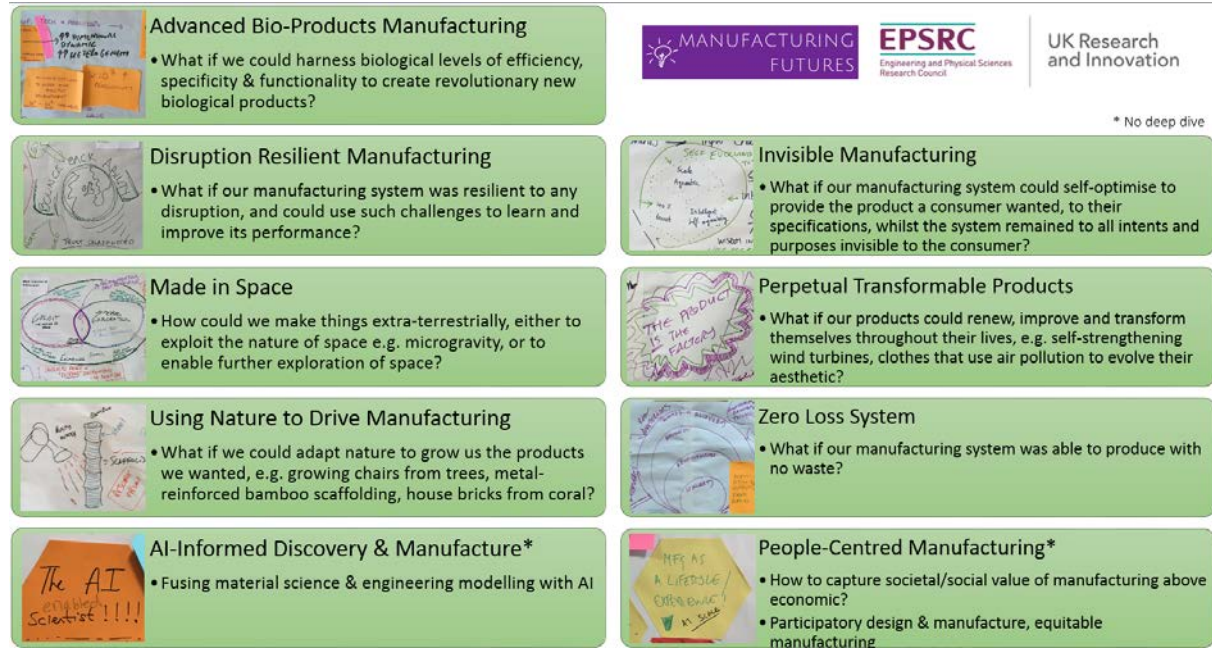 Advanced Bio-Products Manufacturing
• What if we could harness biological levels of efficiency,
specificity & functionality to create revolutionary new
biological products?
MANUFACTURING
FUTURES
EPSRC
Engineering and Physical Sciences
Research Council
UK Research
and Innovation
* No deep dive
Disruption Resilient Manufacturing
• What if our manufacturing system was resilient to any
disruption, and could use such challenges to learn and
improve its performance?
BOUNCE BACK ABILITY
Invisible Manufacturing
• What if our manufacturing system could self-optimise to
provide the product a consumer wanted, to their
specifications, whilst the system remained to all intents and
purposes invisible to the consumer?
SELF EVOLVING
Scale
Agnostic
Intelligent
Made in Space
• How could we make things extra-terrestrially, either to
exploit the nature of space e.g. microgravity, or to
enable further exploration of space?
Perpetual Transformable Products
• What if our products could renew, improve and transform
themselves throughout their lives, e.g. self-strengthening
wind turbines, clothes that use air pollution to evolve their
aesthetic?
THE PRODUCT
IS THE
FACTORY
Using Nature to Drive Manufacturing
• What if we could adapt nature to grow us the products
we wanted, e.g. growing chairs from trees, metal-
reinforced bamboo scaffolding, house bricks from coral?
Zero Loss System
• What if our manufacturing system was able to produce with
no waste?
AI-Informed Discovery & Manufacture*
• Fusing material science & engineering modelling with AI
The AI
enabled
Scientist!!!!
People-Centred Manufacturing*
• How to capture societal/social value of manufacturing above
economic?
• Participatory design & manufacture, equitable
manufacturing
MFG AS
A LIFESTYLE/
EXPERIENCE!
AT SCALE